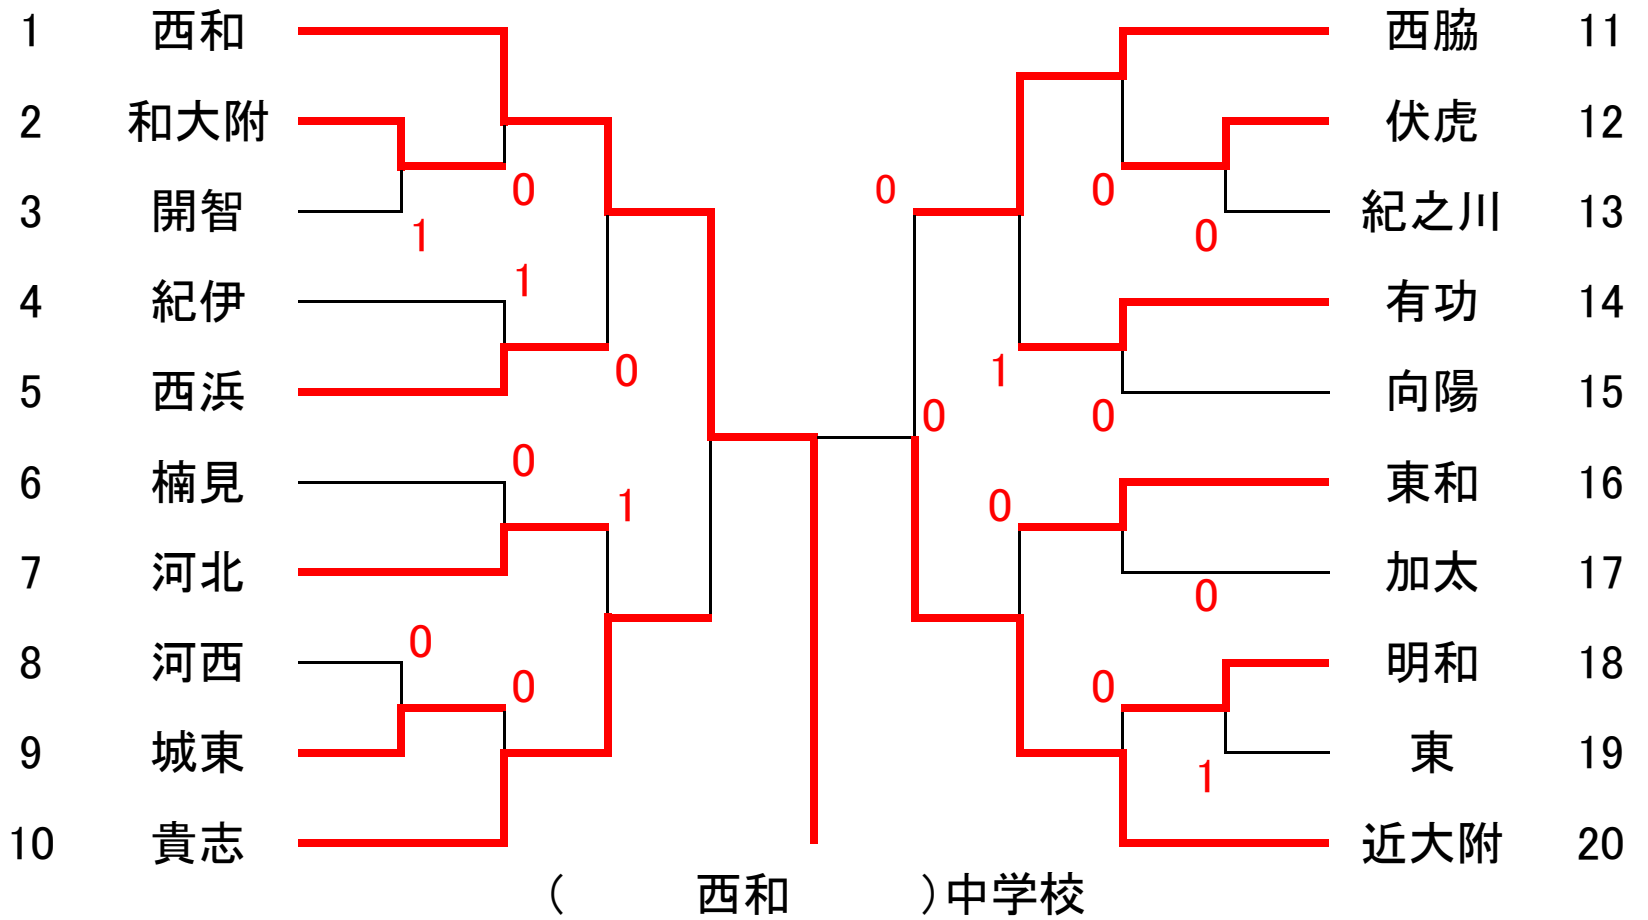 1 西和 西脇 11
2 和大附 伏虎 12
0 0 0
3 開智 紀之川 13
1 0
1
4 紀伊 有功 14
0 1
5 西浜 向陽 15
0 0
0
6 楠見 東和 16
1 0
7 河北 加太 17
0
0
8 河西 明和 18
0 0
9 城東 東 19
1
10 貴志 近大附 20
( 西和 )中学校